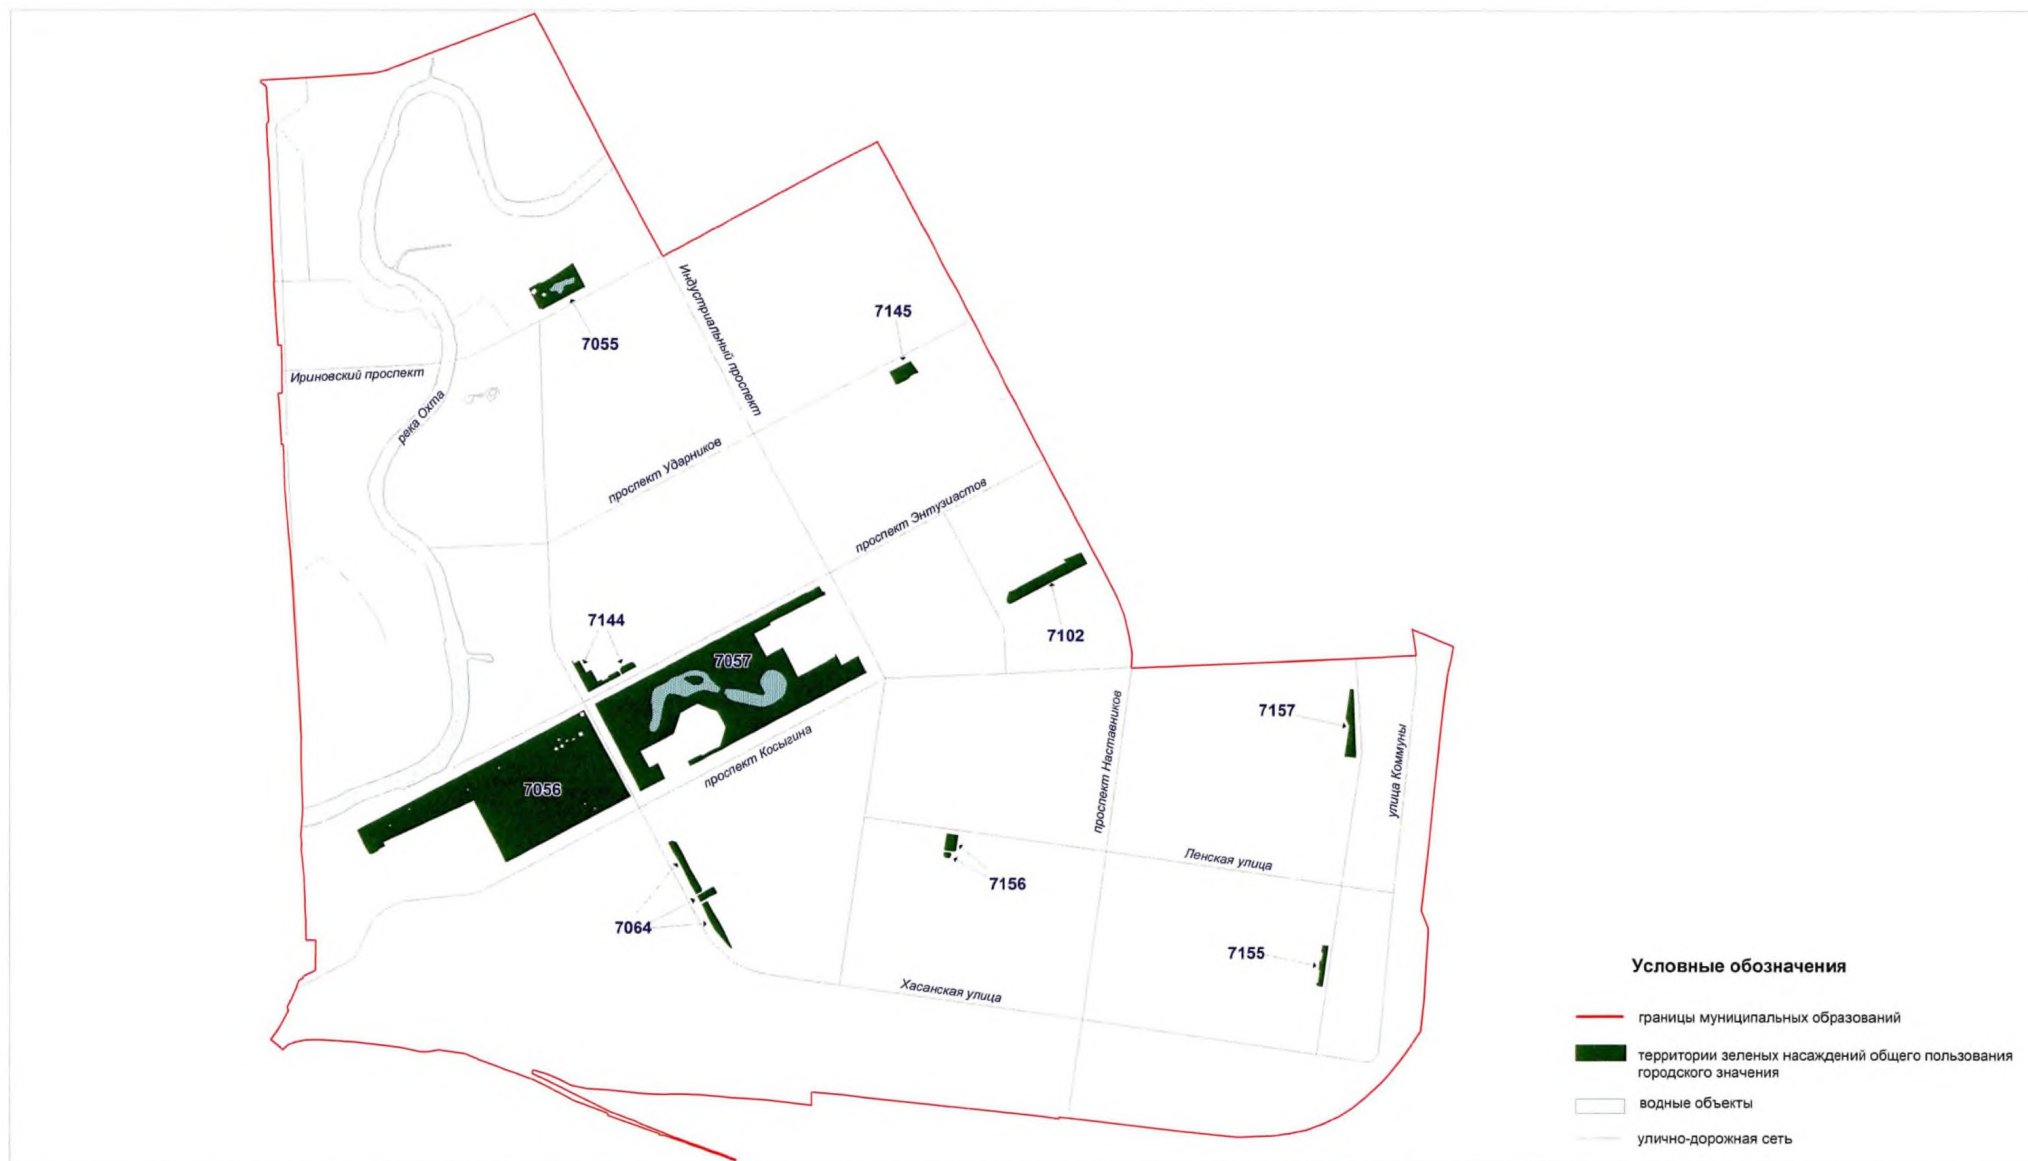 7055
7145
Индустриальный проспект
Ириновский проспект
река Охта
проспект Ударников
проспект Энтузиастов
7144
7102
7057
7157
проспект Косыгина
проспект Наставников
улица Коммуны
7056
Ленская улица
7156
7064
7155
Хасанская улица
Условные обозначения
границы муниципальных образований
территории зеленых насаждений общего пользования
городского значения
водные объекты
улично-дорожная сеть